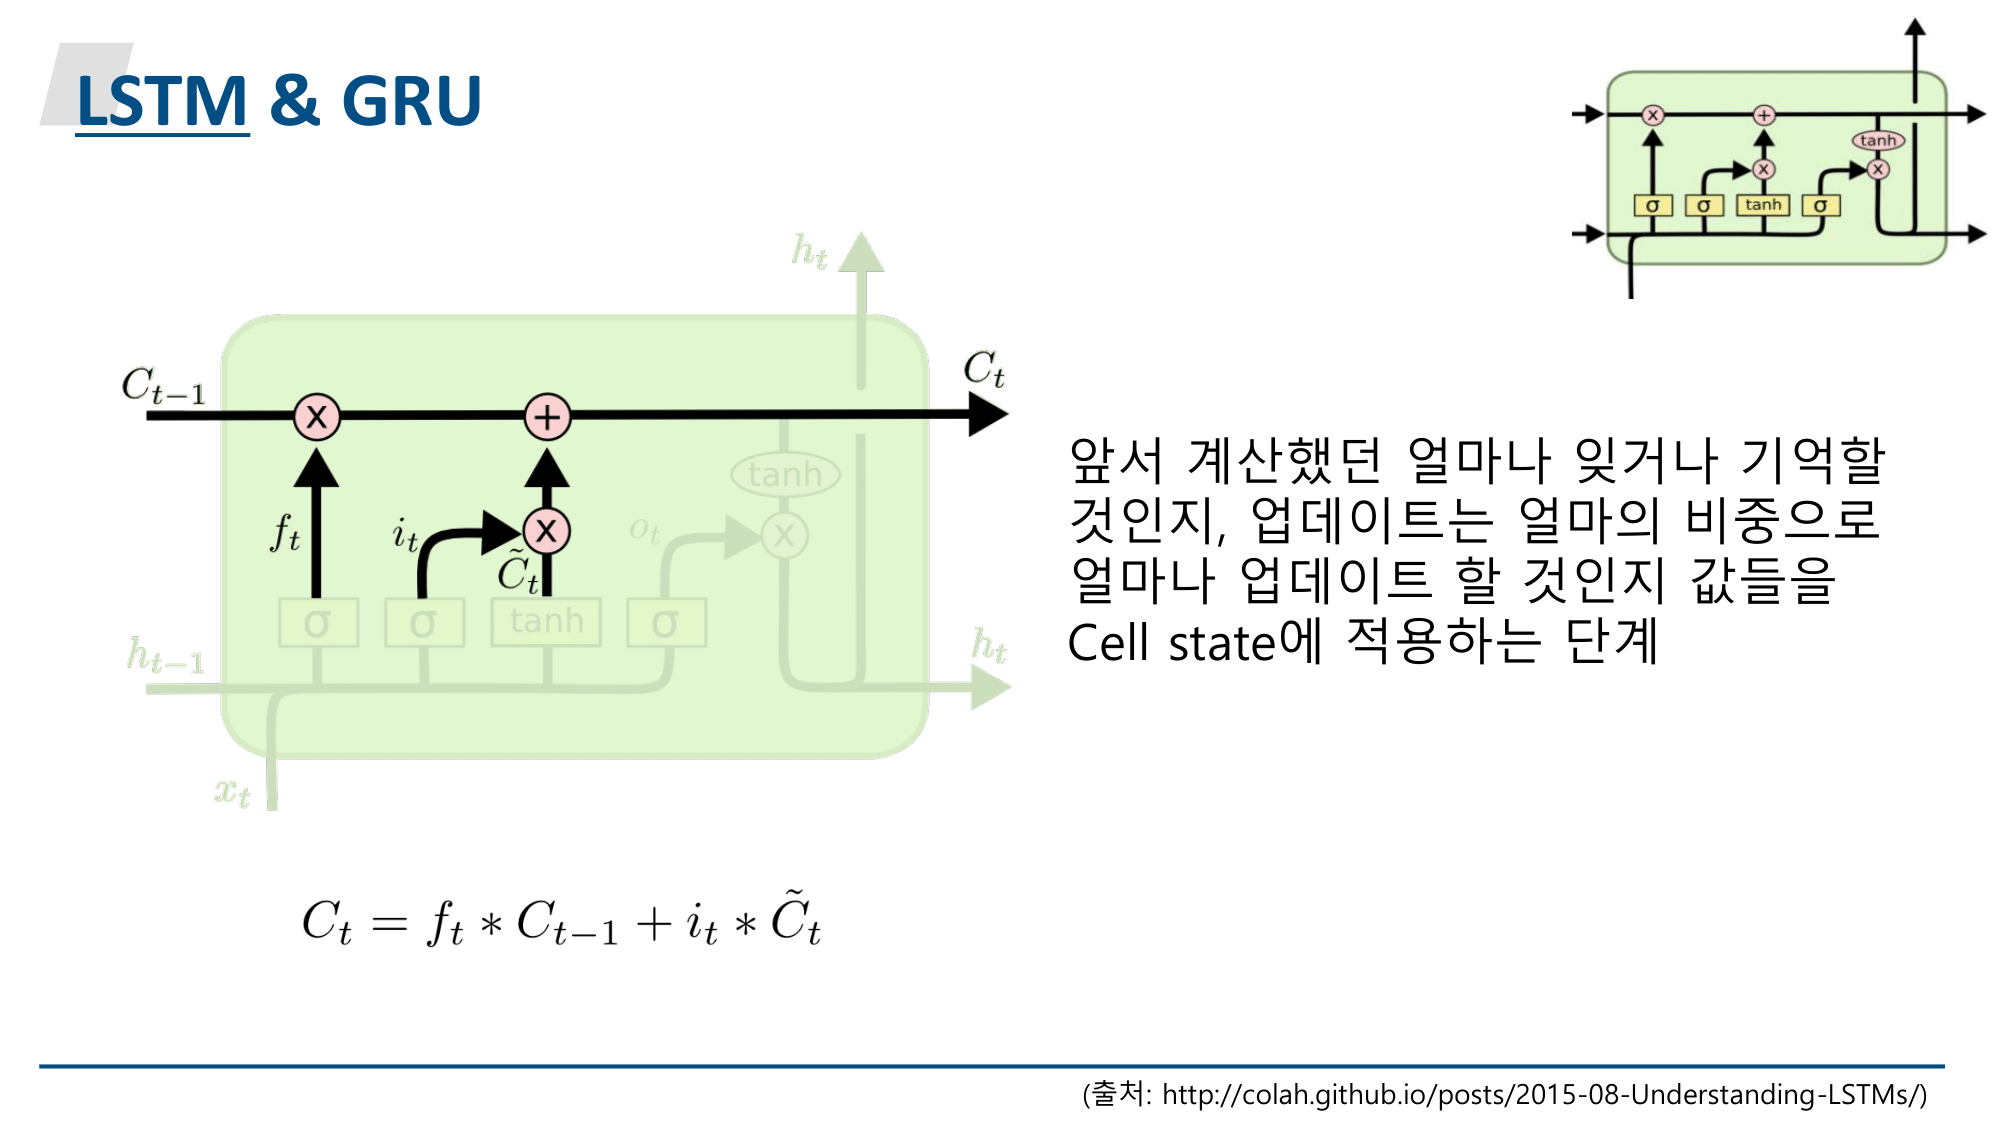 LSTM & GRU
x
+
tanh
x
x
σ
σ
tanh
σ
h_t
C_{t-1}
C_t
x
+
tanh
f_t
i_t
x
o_t
x
C̃_t
σ
σ
tanh
σ
h_{t-1}
h_t
x_t
앞서 계산했던 얼마나 잊거나 기억할
것인지, 업데이트는 얼마의 비중으로
얼마나 업데이트 할 것인지 값들을
Cell state에 적용하는 단계
C_t = f_t * C_{t-1} + i_t * C̃_t
(출처: http://colah.github.io/posts/2015-08-Understanding-LSTMs/)